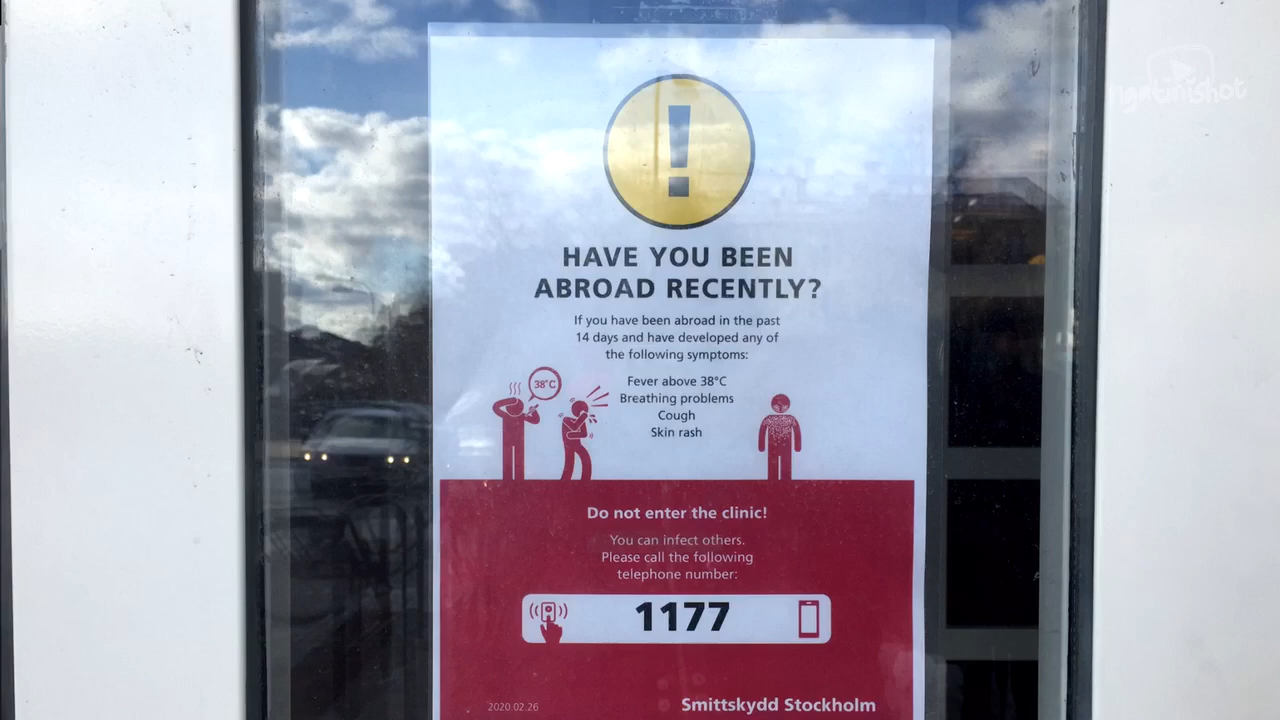 !
HAVE YOU BEEN
ABROAD RECENTLY?
If you have been abroad in the past
14 days and have developed any of
the following symptoms:
38°C
Fever above 38°C
Breathing problems
Cough
Skin rash
Do not enter the clinic!
You can infect others.
Please call the following
telephone number:
1177
2020.02.26
Smittskydd Stockholm